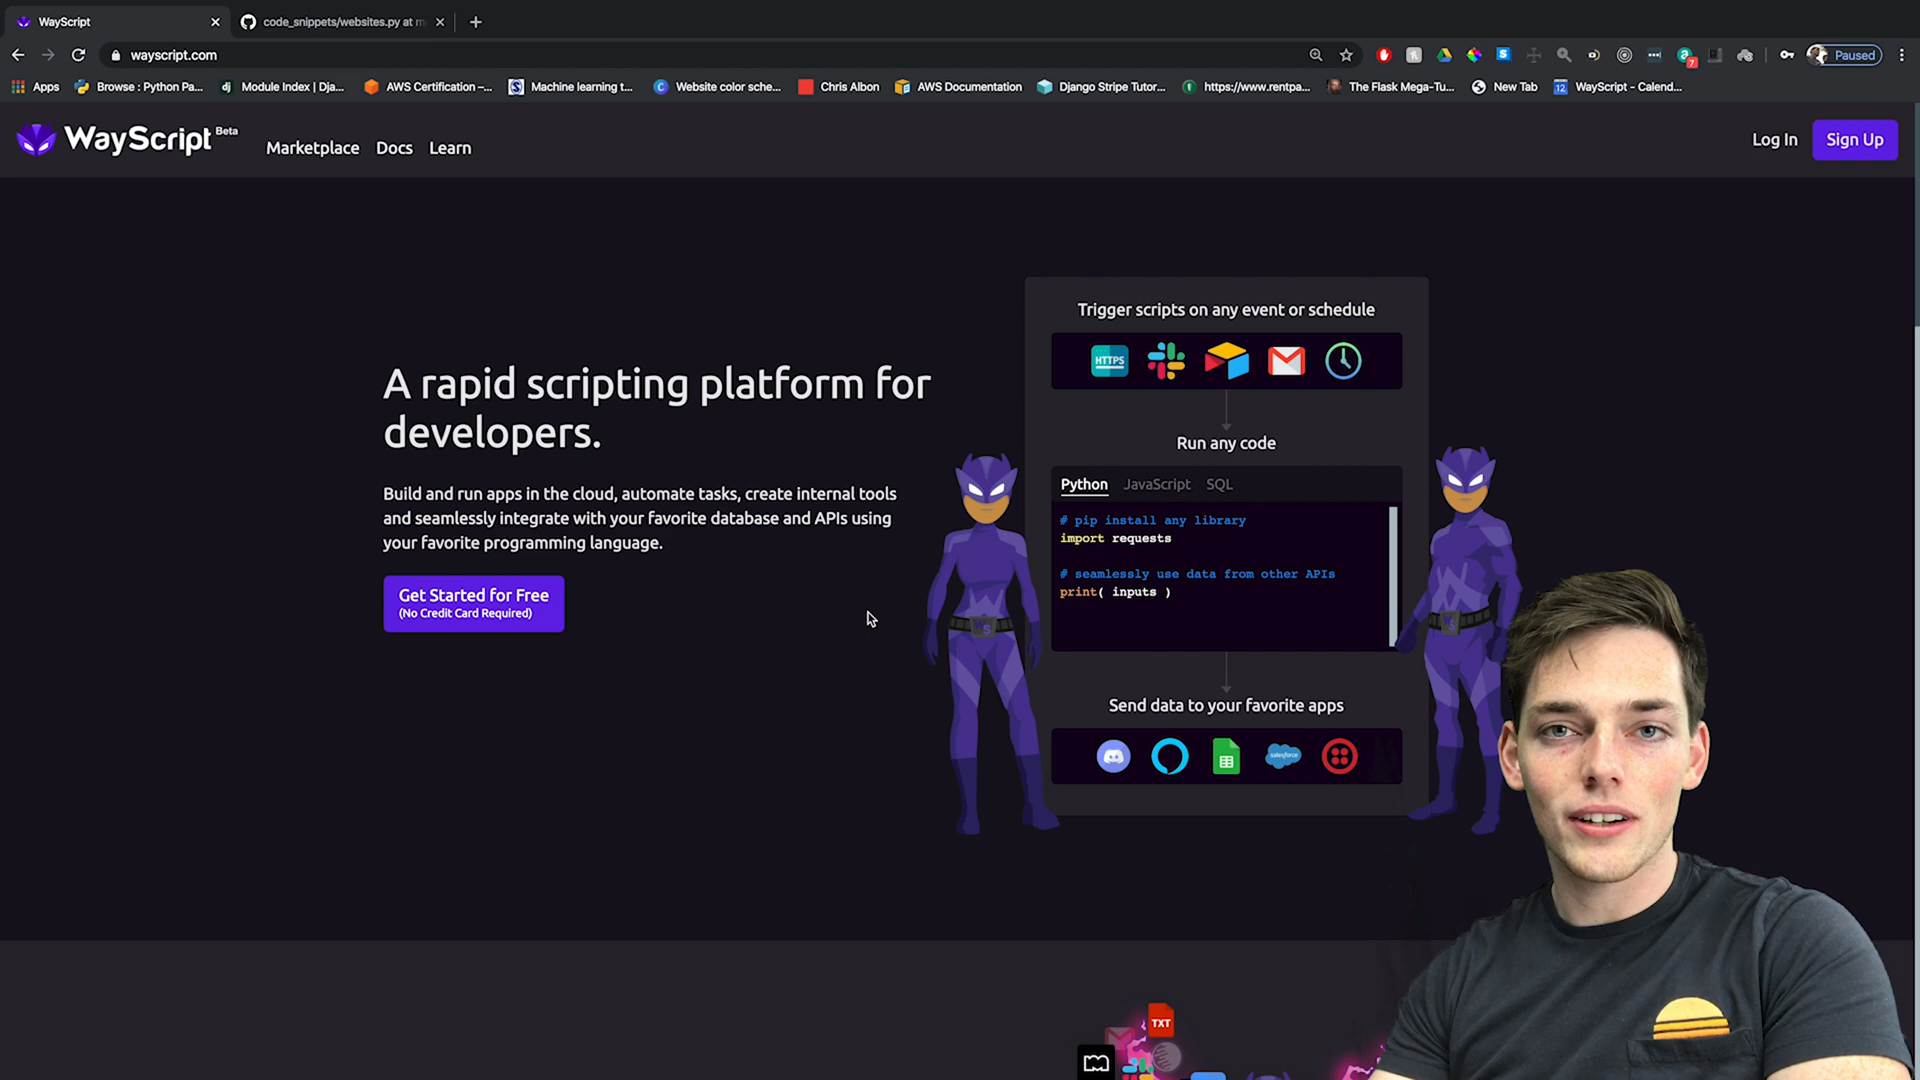 WayScript
code_snippets/websites.py at m
wayscript.com
7
Paused
Apps
Browse : Python Pa...
Module Index | Dja...
AWS Certification –...
Machine learning t...
Website color sche...
Chris Albon
AWS Documentation
Django Stripe Tutor...
https://www.rentpa...
The Flask Mega-Tu...
New Tab
12
WayScript - Calend...
WayScript Beta
Marketplace
Docs
Learn
Log In
Sign Up
A rapid scripting platform for
developers.
Build and run apps in the cloud, automate tasks, create internal tools
and seamlessly integrate with your favorite database and APIs using
your favorite programming language.
Get Started for Free
(No Credit Card Required)
Trigger scripts on any event or schedule
HTTPS
Run any code
Python JavaScript SQL
# pip install any library
import requests
# seamlessly use data from other APIs
print( inputs )
WS
Send data to your favorite apps
salesforce
TXT